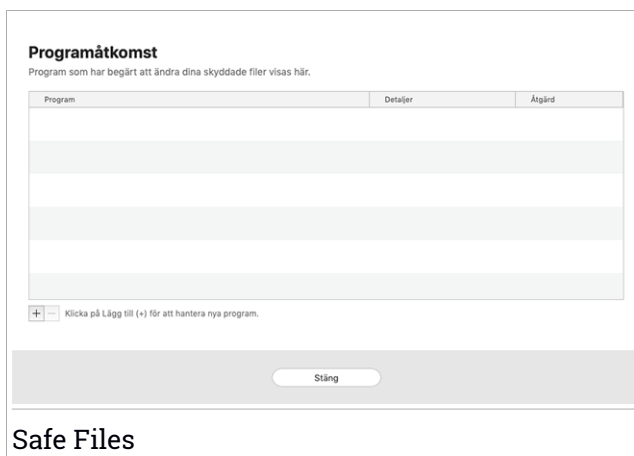 Programåtkomst
Program som har begärt att ändra dina skyddade filer visas här.
Program Detaljer Åtgärd
+ − Klicka på Lägg till (+) för att hantera nya program.
Stäng
Safe Files